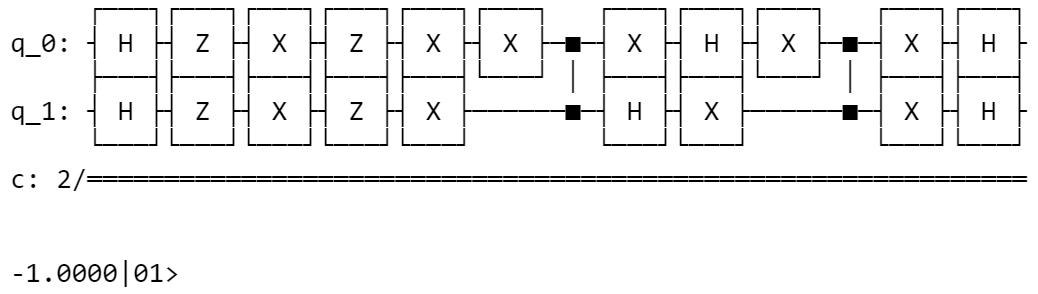 q_0: H Z X Z X X ■ X H X ■ X H
q_1: H Z X Z X ■ H X ■ X H
c: 2/
-1.0000|01>